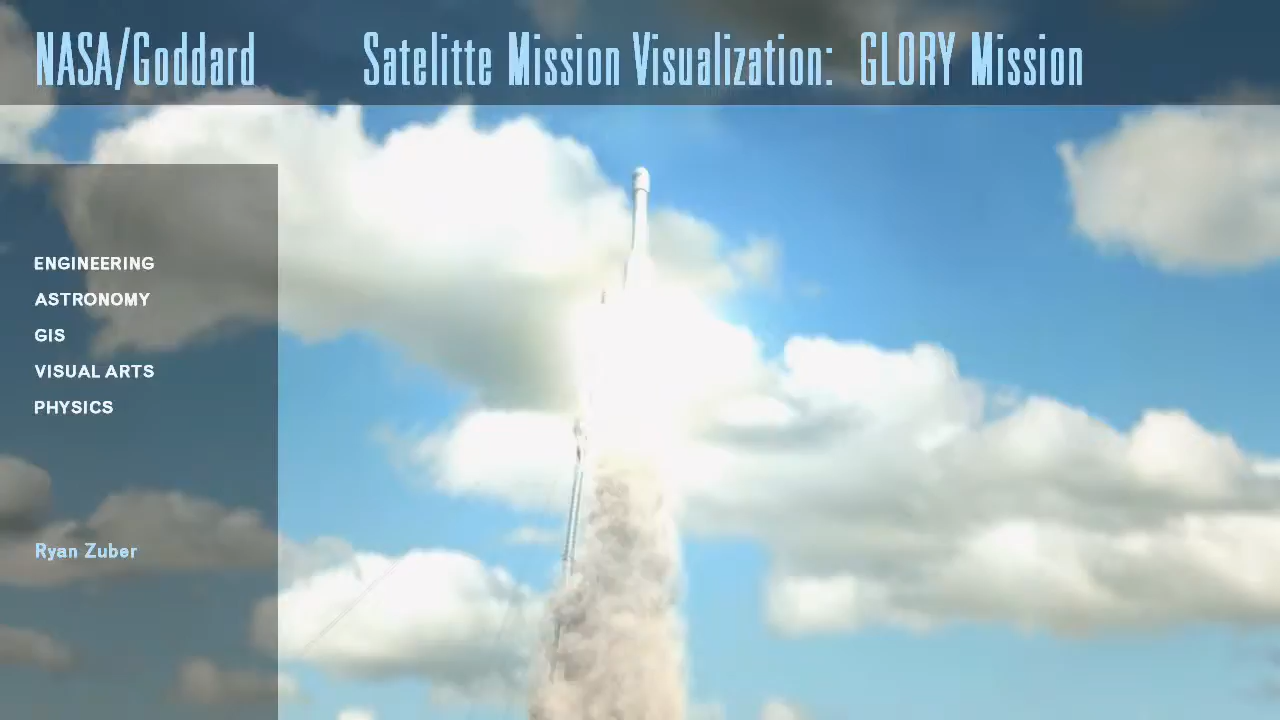 NASA/Goddard Satelitte Mission Visualization: GLORY Mission
ENGINEERING
ASTRONOMY
GIS
VISUAL ARTS
PHYSICS
Ryan Zuber